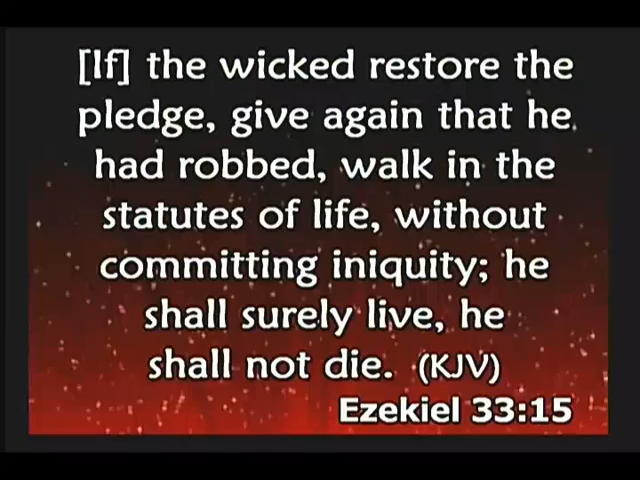 [If] the wicked restore the
pledge, give again that he
had robbed, walk in the
statutes of life, without
committing iniquity; he
shall surely live, he
shall not die. (KJV)
Ezekiel 33:15